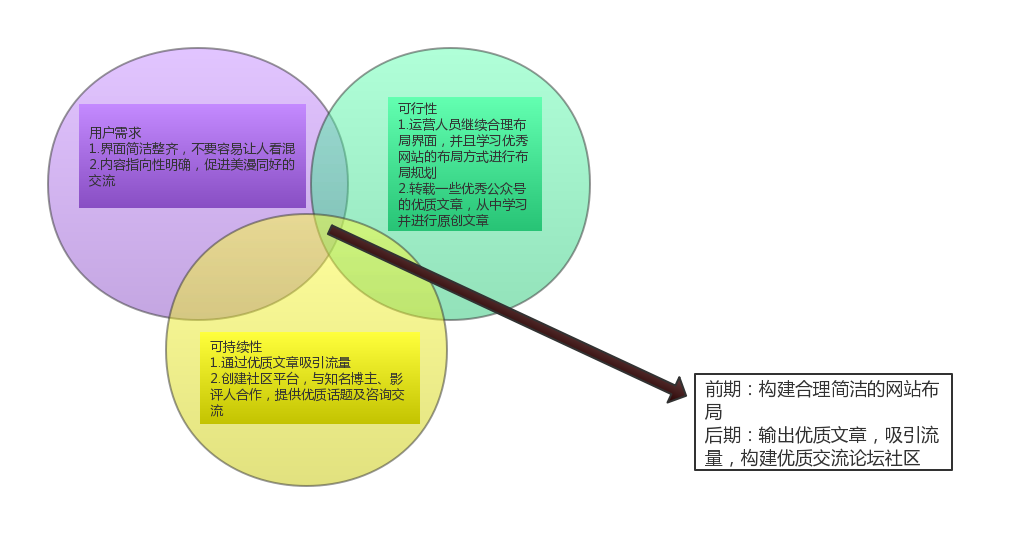 用户需求
1.界面简洁整齐，不要容易让人看混
2.内容指向性明确，促进美漫同好的
交流
可行性
1.运营人员继续合理布
局界面，并且学习优秀
网站的布局方式进行布
局规划
2.转载一些优秀公众号
的优质文章，从中学习
并进行原创文章
可持续性
1.通过优质文章吸引流量
2.创建社区平台，与知名博主、影
评人合作，提供优质话题及咨询交
流
前期：构建合理简洁的网站布
局
后期：输出优质文章，吸引流
量，构建优质交流论坛社区